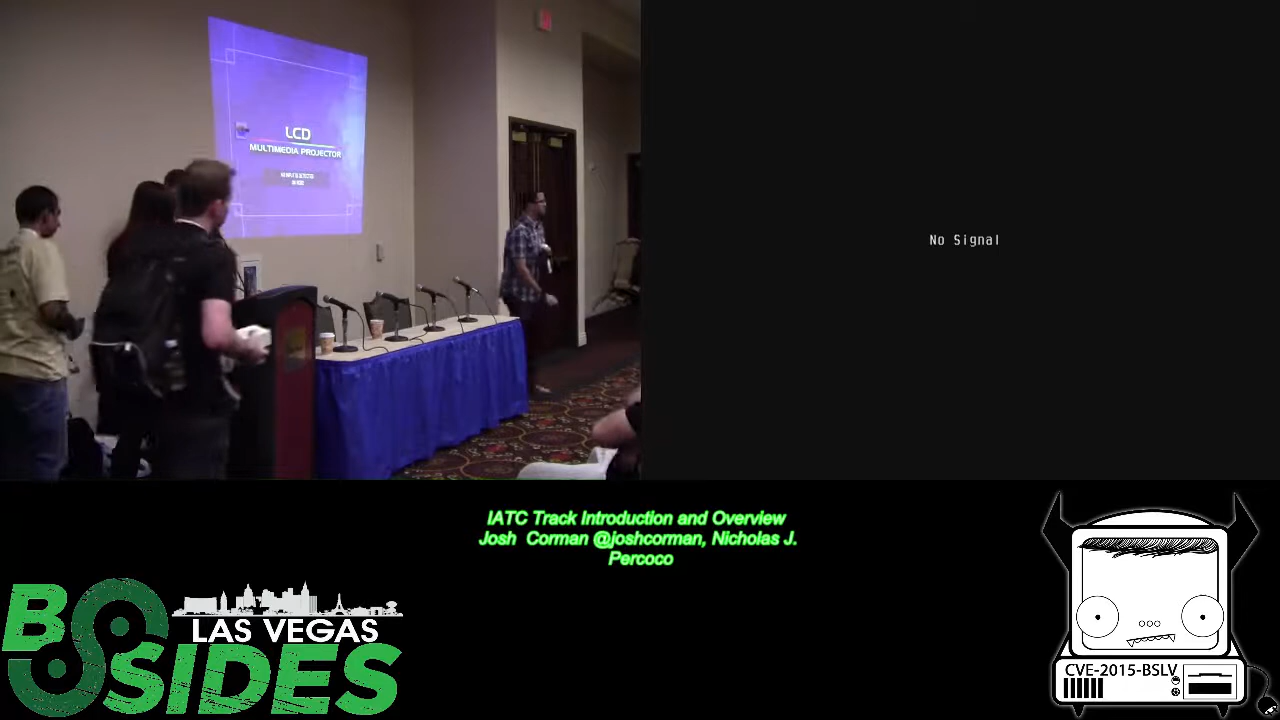 LCD
MULTIMEDIA PROJECTOR
No Signal
IATC Track Introduction and Overview
Josh Corman @joshcorman, Nicholas J.
Percoco
BSIDES
LAS VEGAS
CVE-2015-BSLV